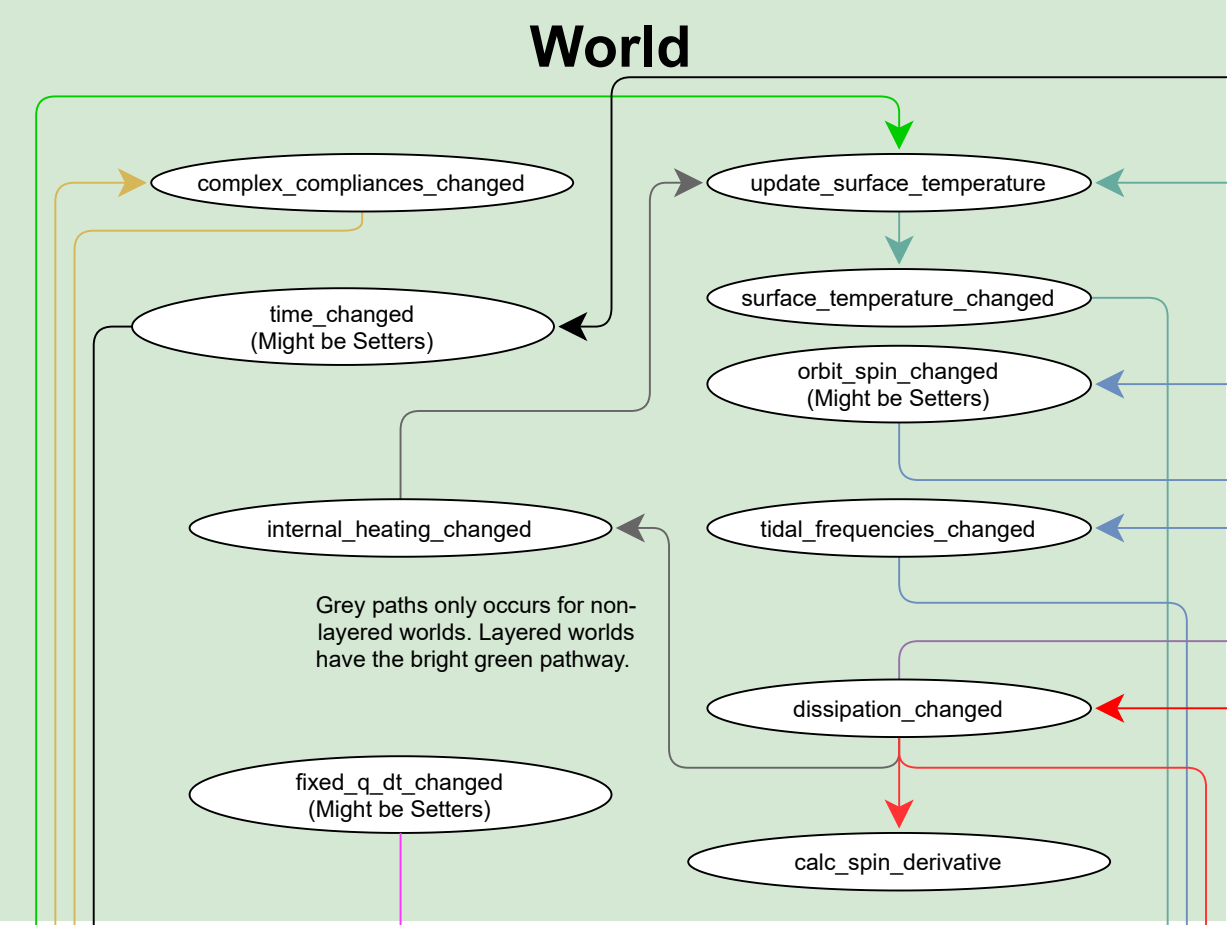 World
complex_compliances_changed
update_surface_temperature
time_changed
(Might be Setters)
surface_temperature_changed
orbit_spin_changed
(Might be Setters)
internal_heating_changed
tidal_frequencies_changed
Grey paths only occurs for non-
layered worlds. Layered worlds
have the bright green pathway.
dissipation_changed
fixed_q_dt_changed
(Might be Setters)
calc_spin_derivative